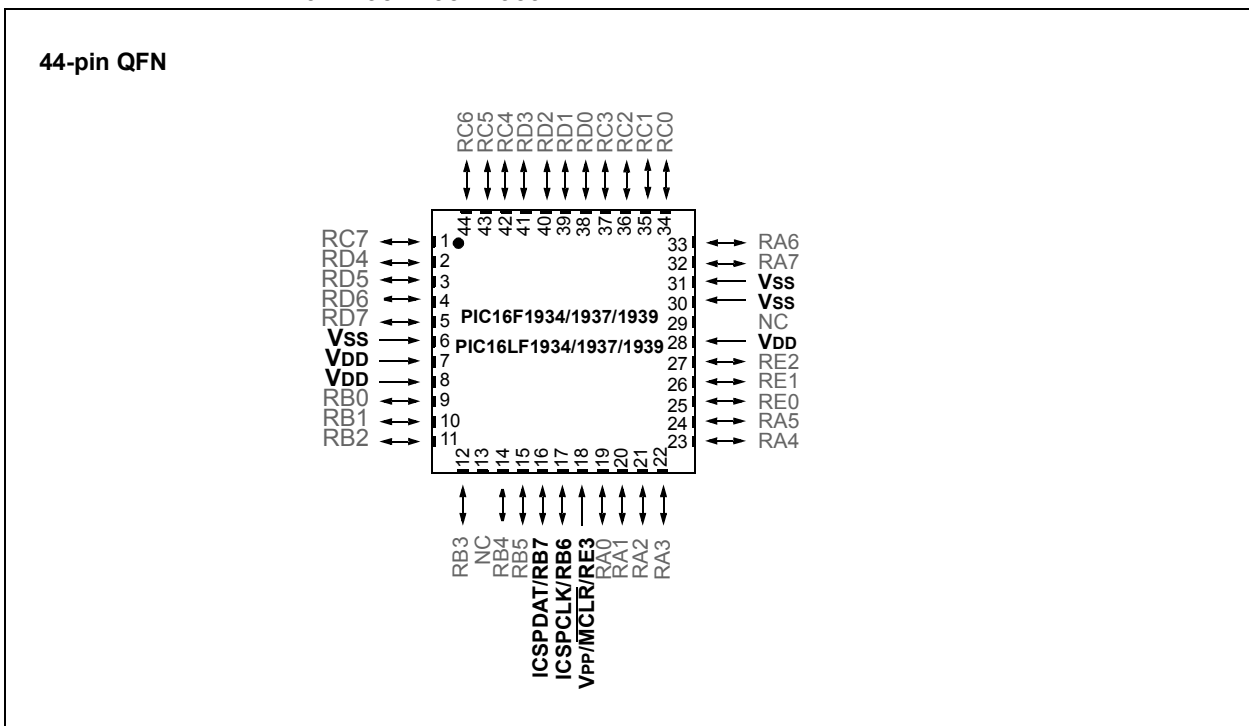 44-pin QFN
RC6
RC5
RC4
RD3
RD2
RD1
RD0
RC3
RC2
RC1
RC0
44
43
42
41
40
39
38
37
36
35
34
RC7 1
RD4 2
RD5 3
RD6 4
RD7 5
VSS 6
VDD 7
VDD 8
RB0 9
RB1 10
RB2 11
PIC16F1934/1937/1939
PIC16LF1934/1937/1939
33 RA6
32 RA7
31 VSS
30 VSS
29 NC
28 VDD
27 RE2
26 RE1
25 RE0
24 RA5
23 RA4
12
13
14
15
16
17
18
19
20
21
22
RB3
NC
RB4
RB5
ICSPDAT/RB7
ICSPCLK/RB6
VPP/MCLR/RE3
RA0
RA1
RA2
RA3